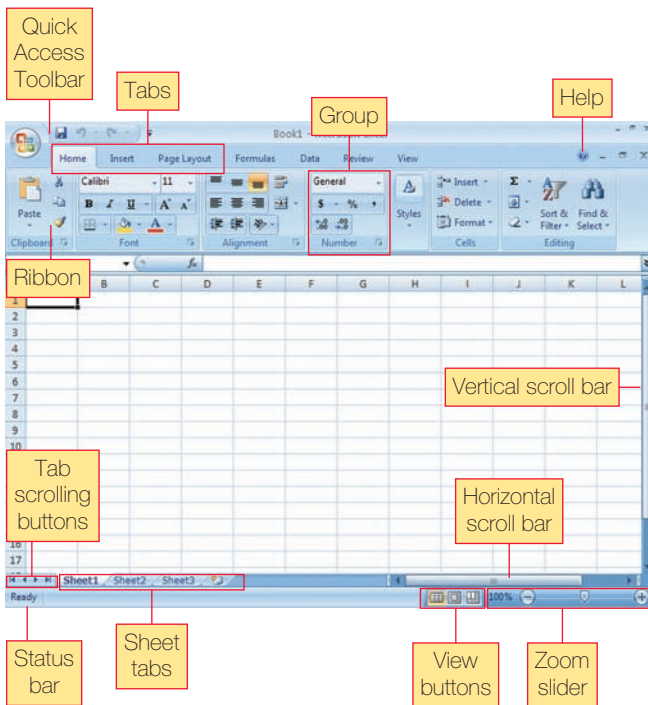 Quick
Access
Toolbar
Tabs
Group
Help
Book1 -
Home Insert Page Layout Formulas Data Review View
Calibri 11 General Insert Σ
Paste B I U A A $ % , Styles Delete Sort & Find &
A Format Filter Select
Clipboard Font Alignment Number Cells Editing
Ribbon
fx
B C D E F G H I J K L
1
2
3
4
5
6
7
Vertical scroll bar
8
9
10
Tab
scrolling
buttons
Horizontal
scroll bar
16
17
Sheet1 Sheet2 Sheet3
Ready 100%
Status
bar
Sheet
tabs
View
buttons
Zoom
slider